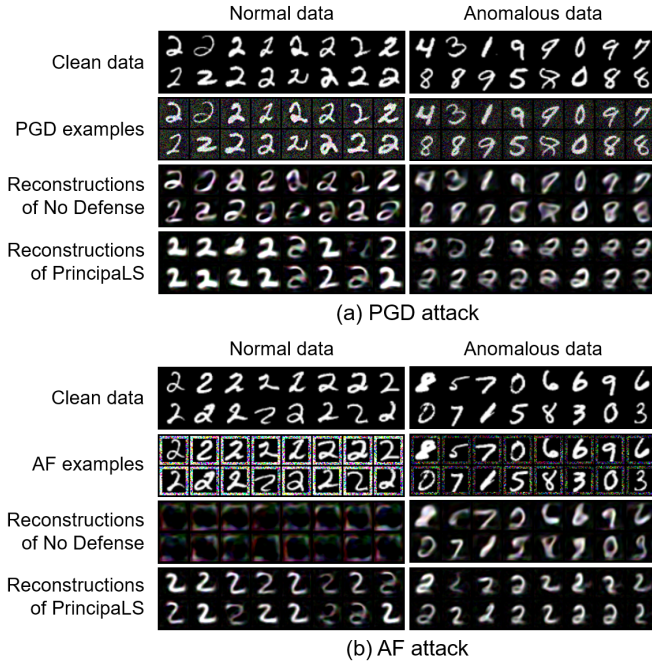 Normal data
Anomalous data
Clean data
PGD examples
Reconstructions
of No Defense
Reconstructions
of PrincipaLS
(a) PGD attack
Normal data
Anomalous data
Clean data
AF examples
Reconstructions
of No Defense
Reconstructions
of PrincipaLS
(b) AF attack